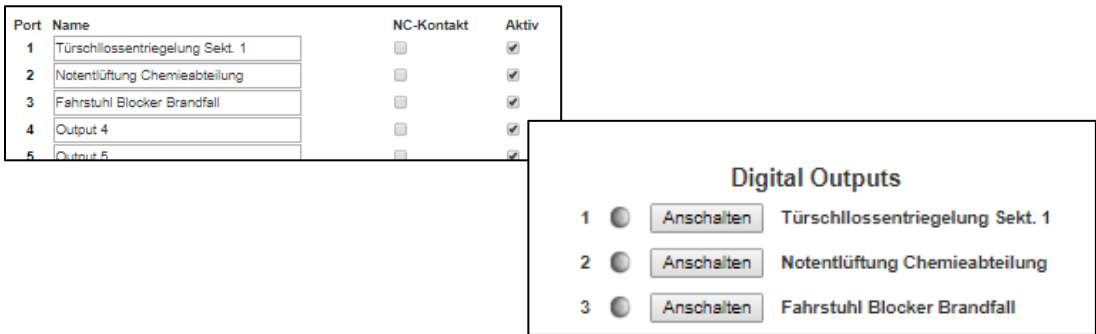 Port Name NC-Kontakt Aktiv
1 Türschllossentriegelung Sekt. 1
2 Notentlüftung Chemieabteilung
3 Fahrstuhl Blocker Brandfall
4 Output 4
5 Output 5
Digital Outputs
1 Anschalten Türschllossentriegelung Sekt. 1
2 Anschalten Notentlüftung Chemieabteilung
3 Anschalten Fahrstuhl Blocker Brandfall